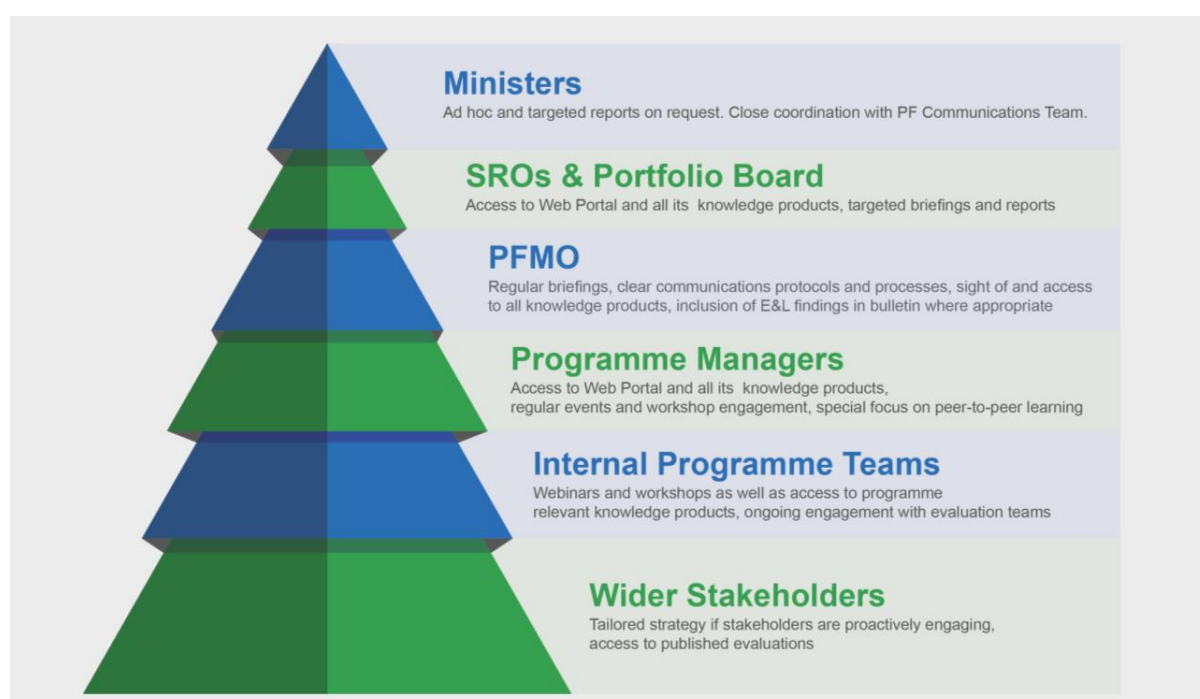 Ministers
Ad hoc and targeted reports on request. Close coordination with PF Communications Team.
SROs & Portfolio Board
Access to Web Portal and all its knowledge products, targeted briefings and reports
PFMO
Regular briefings, clear communications protocols and processes, sight of and access
to all knowledge products, inclusion of E&L findings in bulletin where appropriate
Programme Managers
Access to Web Portal and all its knowledge products,
regular events and workshop engagement, special focus on peer-to-peer learning
Internal Programme Teams
Webinars and workshops as well as access to programme
relevant knowledge products, ongoing engagement with evaluation teams
Wider Stakeholders
Tailored strategy if stakeholders are proactively engaging,
access to published evaluations